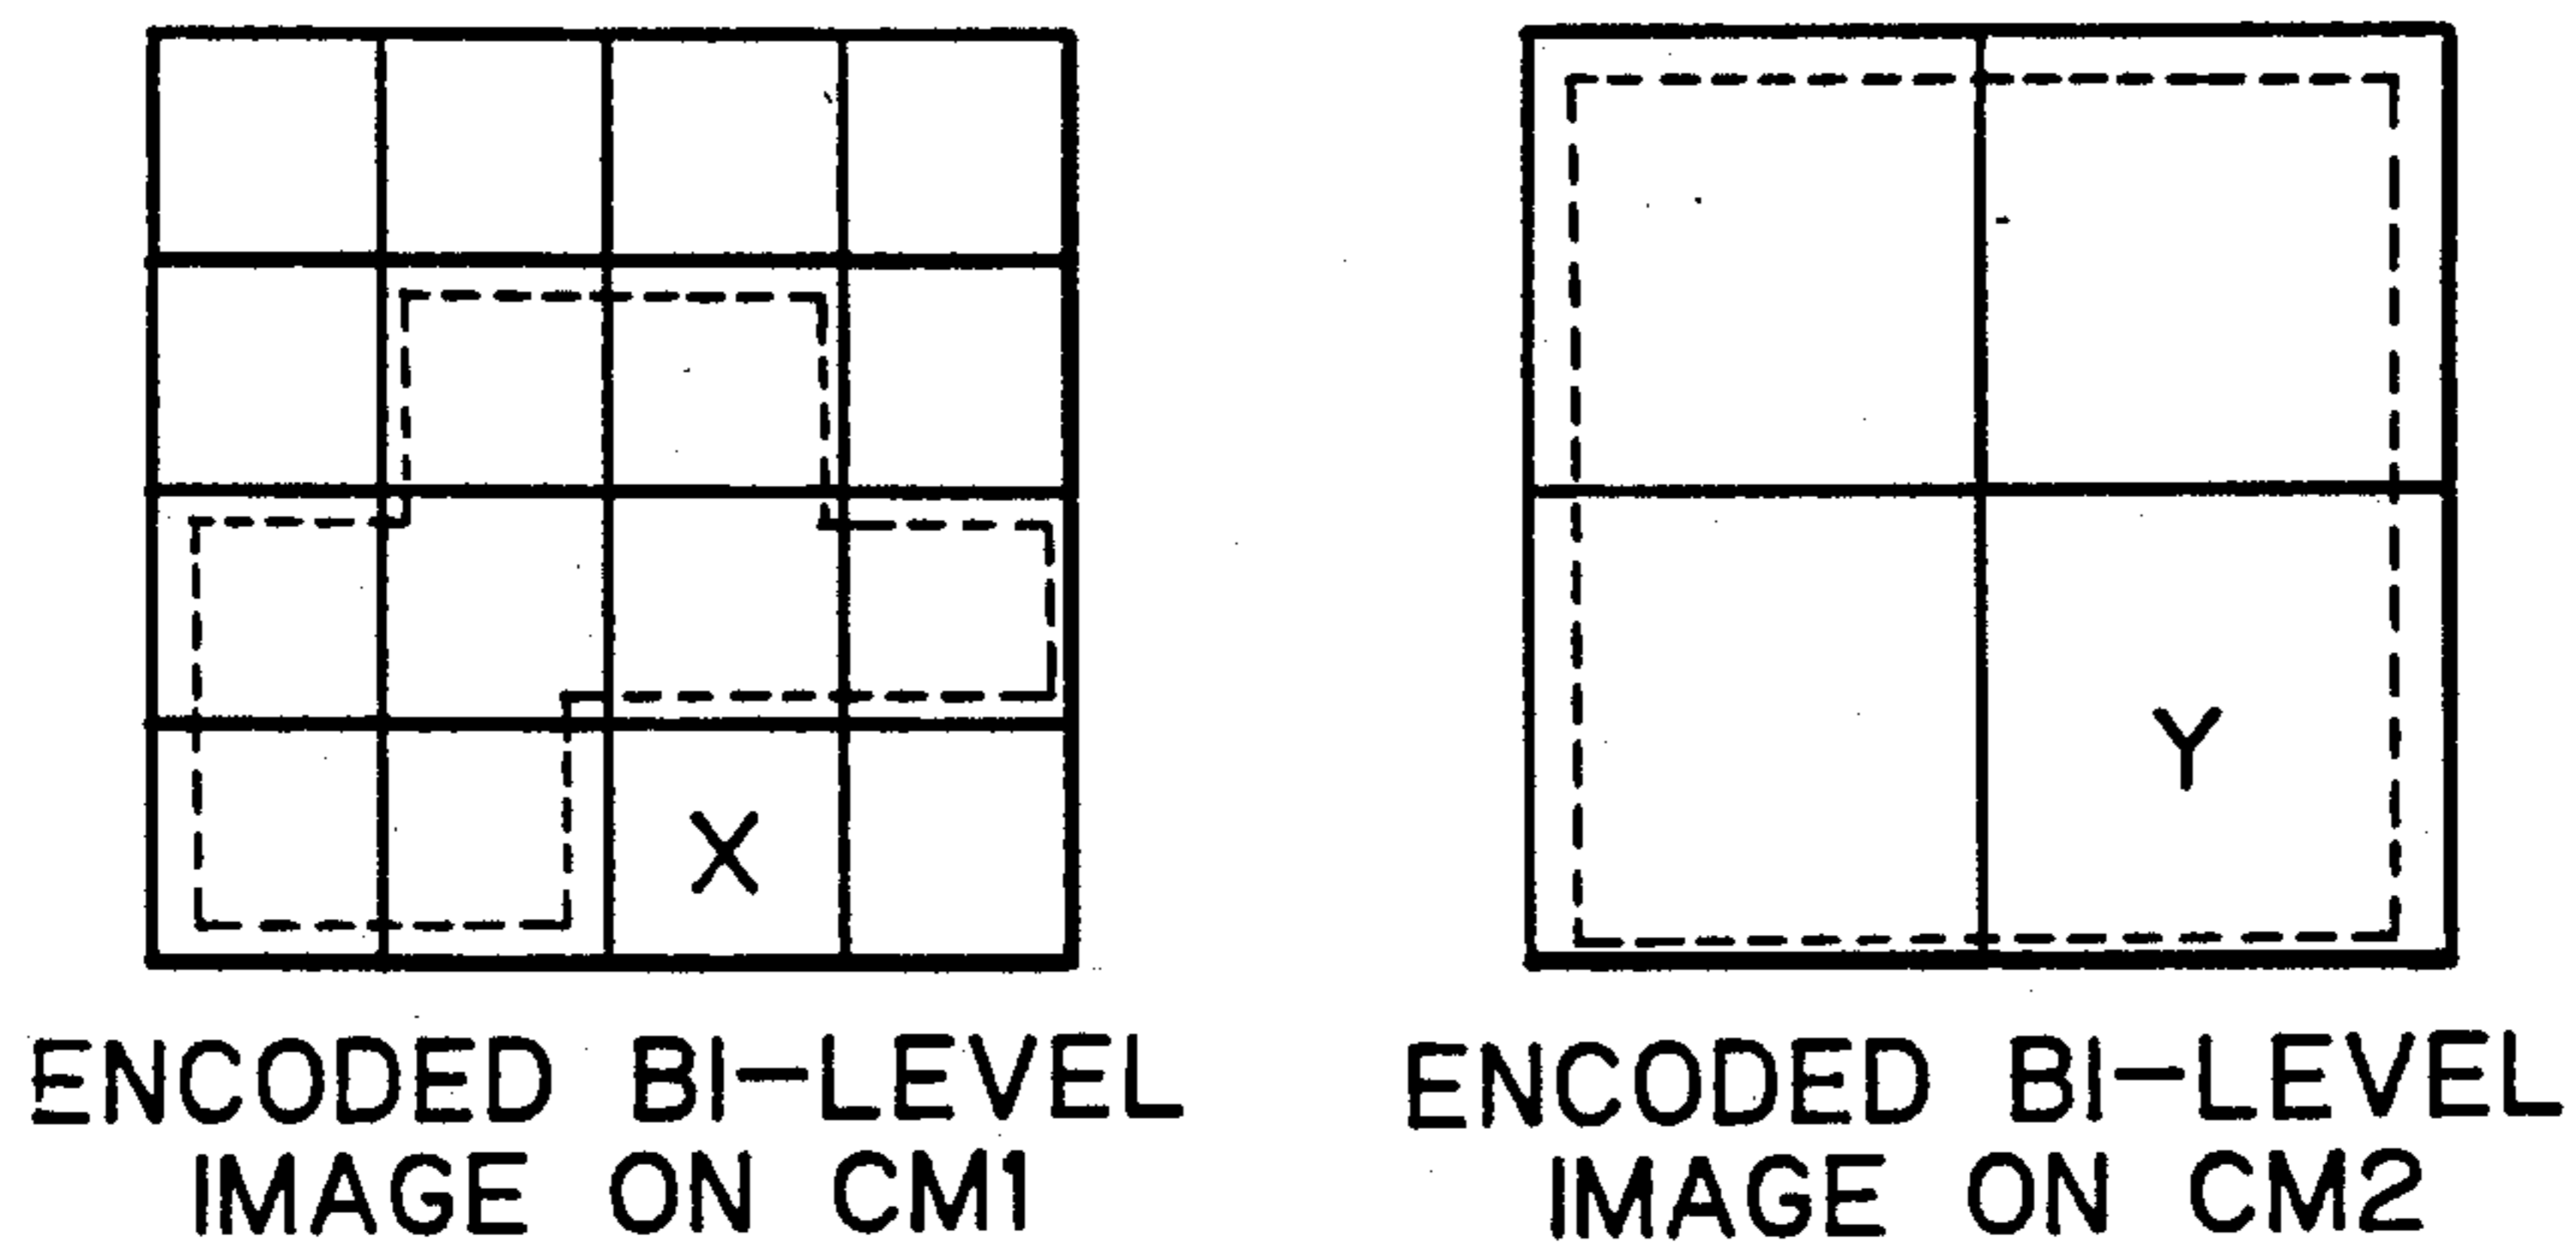 X
Y
ENCODED BI-LEVEL
IMAGE ON CM1
ENCODED BI-LEVEL
IMAGE ON CM2